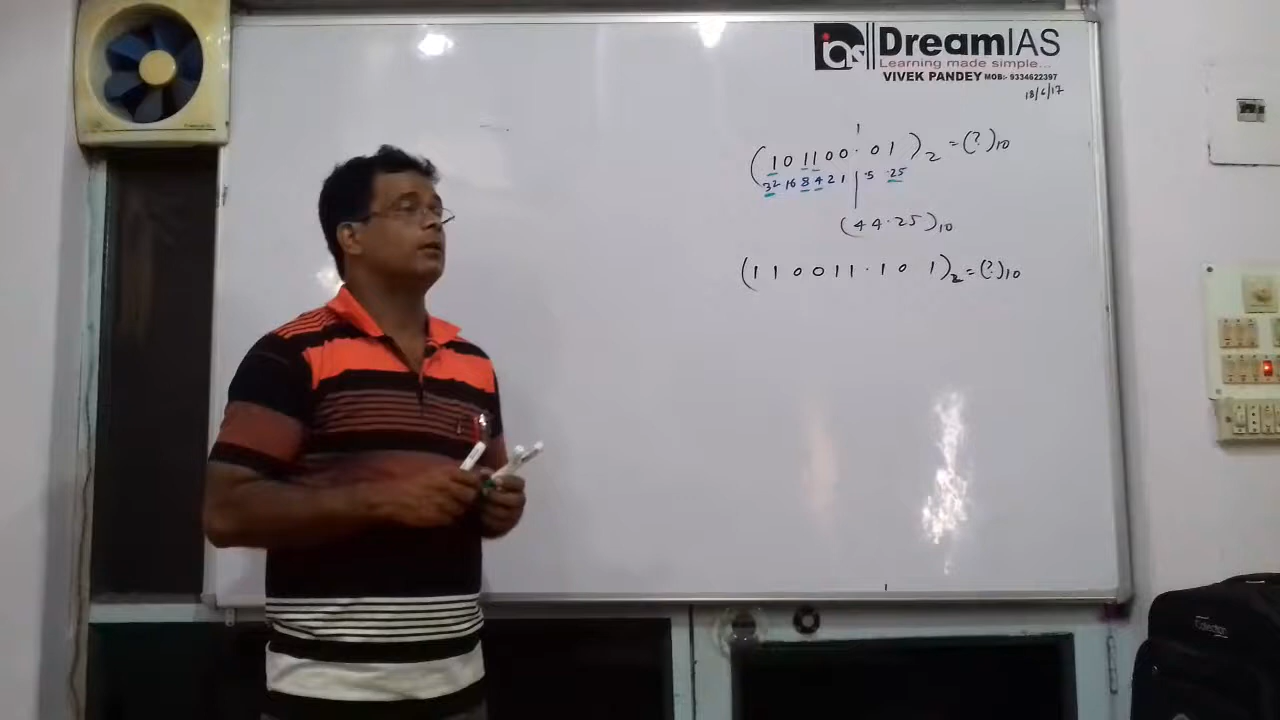 ias DreamIAS
Learning made simple...
VIVEK PANDEY MOB:- 9334622397
18/6/17
(101100.01)2 = (?)10
32 16 8 4 2 1 | .5 .25
(44.25)10
(110011.101)2 = (?)10